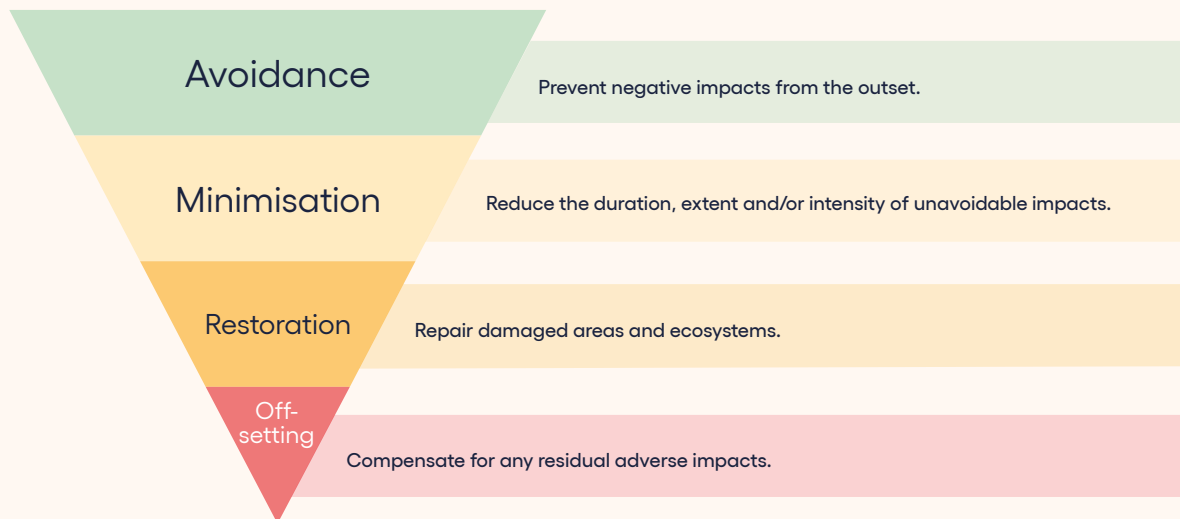 Avoidance
Prevent negative impacts from the outset.
Minimisation
Reduce the duration, extent and/or intensity of unavoidable impacts.
Restoration
Repair damaged areas and ecosystems.
Off-
setting
Compensate for any residual adverse impacts.